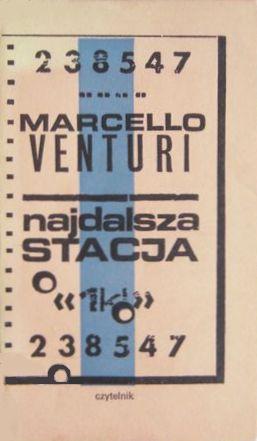 238547
MARCELLO
VENTURI
najdalsza
STACJA
238547
czytelnik